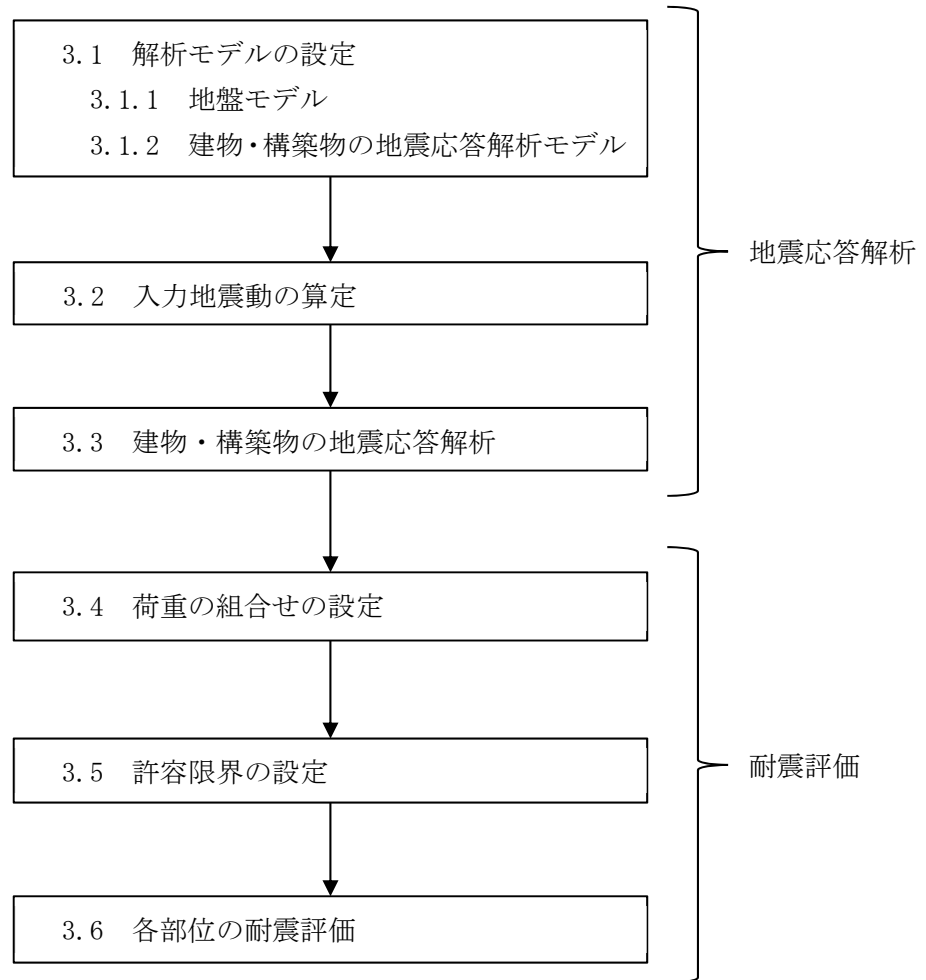 3.1 解析モデルの設定
3.1.1 地盤モデル
3.1.2 建物・構築物の地震応答解析モデル
3.2 入力地震動の算定
3.3 建物・構築物の地震応答解析
地震応答解析
3.4 荷重の組合せの設定
3.5 許容限界の設定
3.6 各部位の耐震評価
耐震評価